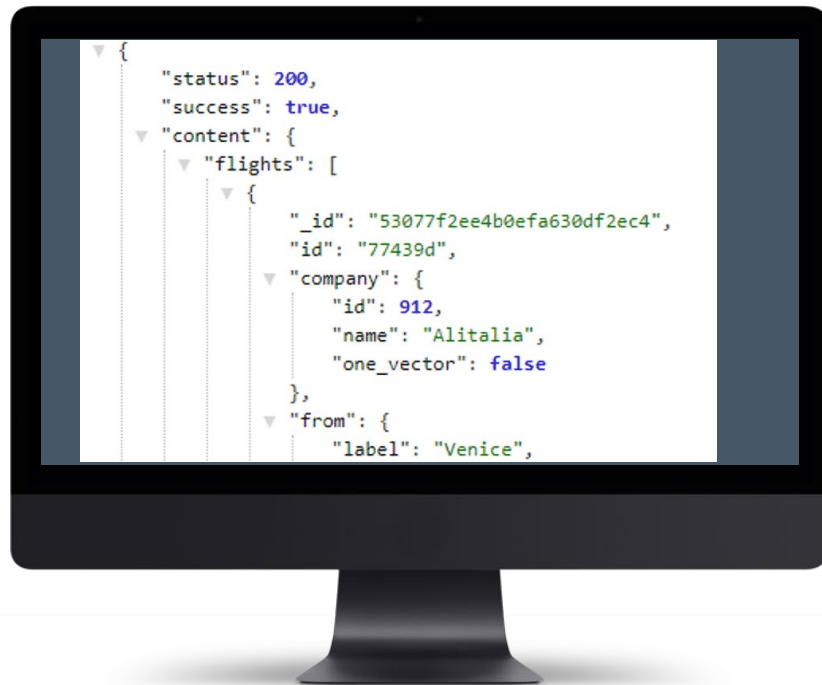 {
"status": 200,
"success": true,
"content": {
"flights": [
{
"_id": "53077f2ee4b0efa630df2ec4",
"id": "77439d",
"company": {
"id": 912,
"name": "Alitalia",
"one_vector": false
},
"from": {
"label": "Venice",